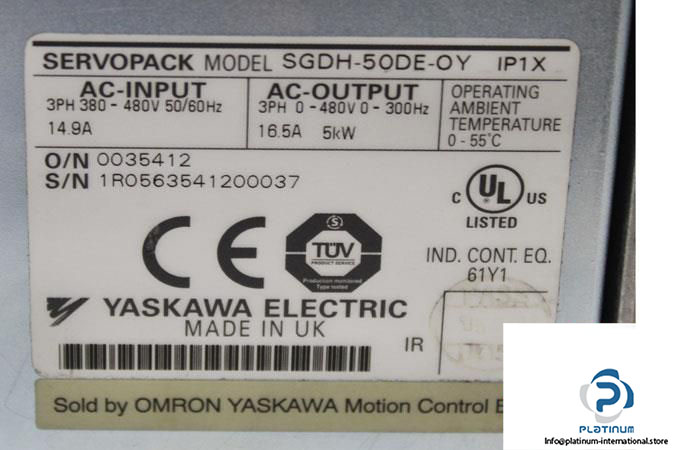 SERVOPACK MODEL SGDH-50DE-OY IP1X
AC-INPUT
3PH 380 - 480V 50/60Hz
14.9A
AC-OUTPUT
3PH 0 - 480V 0 - 300Hz
16.5A 5kW
OPERATING
AMBIENT
TEMPERATURE
0 - 55°C
O/N 0035412
S/N 1R0563541200037
C UL US
LISTED
IND. CONT. EQ.
61Y1
CE
S
TÜV
PRODUCT SERVICE
Production monitored
Type tested
YASKAWA ELECTRIC
MADE IN UK
IR
Sold by OMRON YASKAWA Motion Control
PLATINUM
Info@platinum-international.store